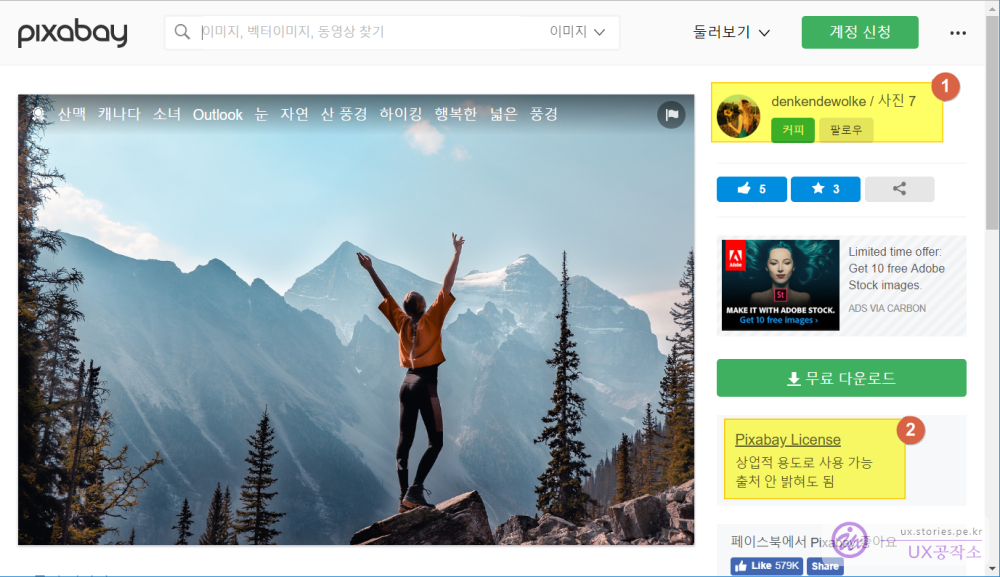 pixabay
이미지, 벡터이미지, 동영상 찾기
이미지
둘러보기
계정 신청
산맥 캐나다 소녀 Outlook 눈 자연 산 풍경 하이킹 행복한 넓은 풍경
denkendewolke / 사진 7
커피
팔로우
1
5
3
Adobe
St
MAKE IT WITH ADOBE STOCK.
Get 10 free images ›
Limited time offer:
Get 10 free Adobe
Stock images.
ADS VIA CARBON
무료 다운로드
2
Pixabay License
상업적 용도로 사용 가능
출처 안 밝혀도 됨
페이스북에서 Pixabay 좋아요
Like 579K
Share
ux.stories.pe.kr
UX공작소